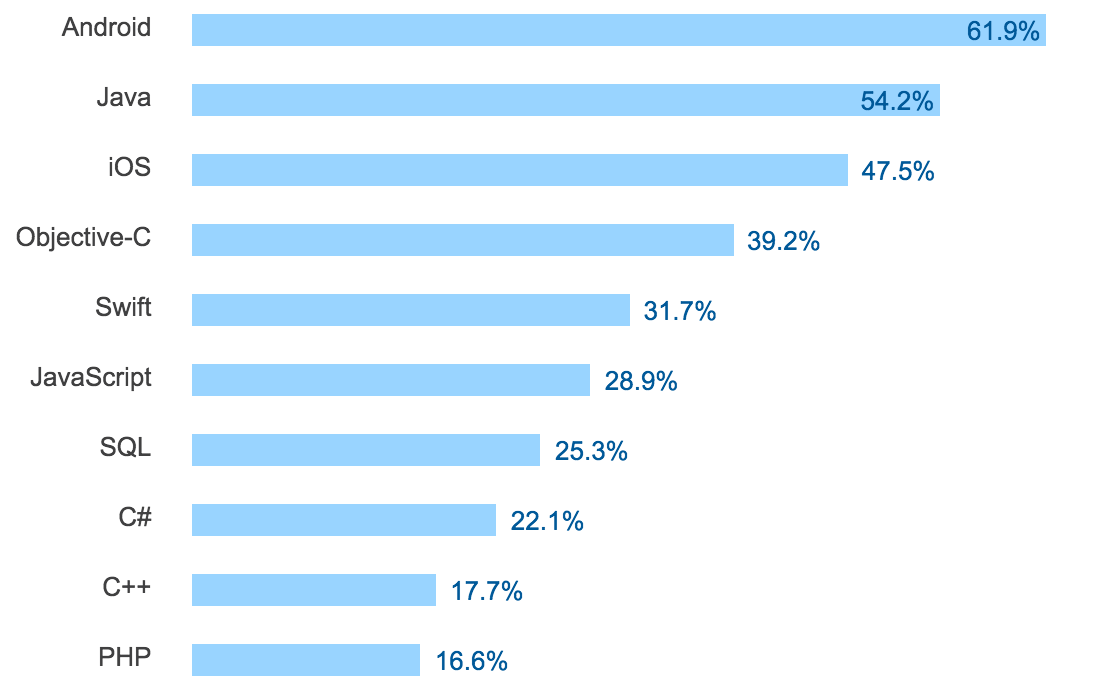 Android 61.9%
Java 54.2%
iOS 47.5%
Objective-C 39.2%
Swift 31.7%
JavaScript 28.9%
SQL 25.3%
C# 22.1%
C++ 17.7%
PHP 16.6%